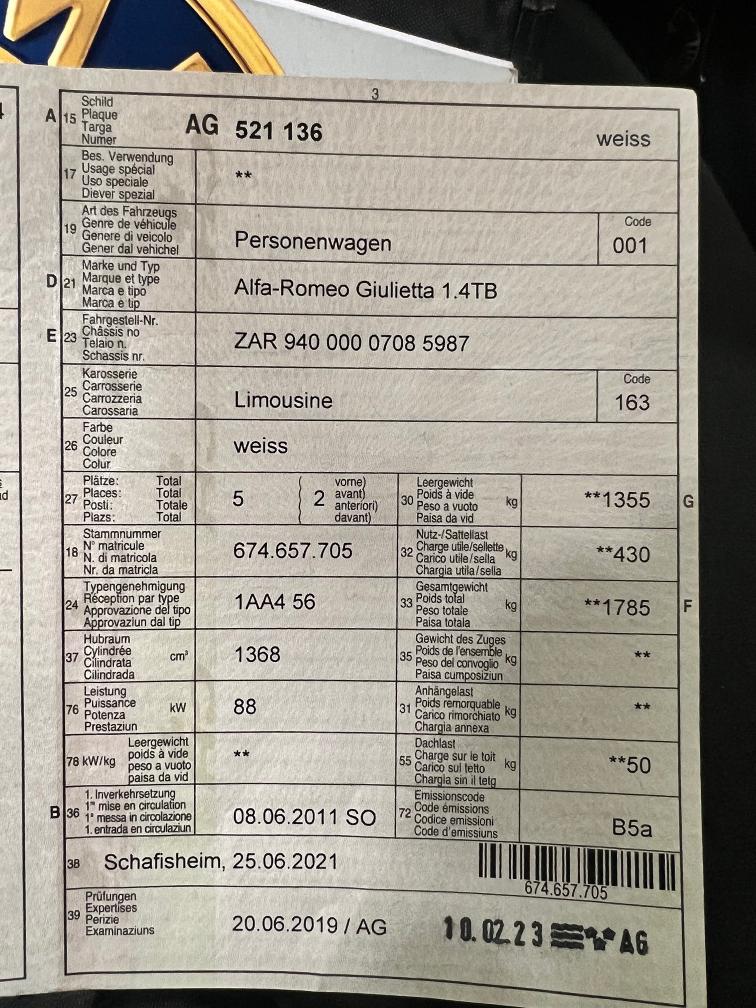 3
A 15 Schild
Plaque
Targa
Numer
AG 521 136 weiss
17 Bes. Verwendung
Usage spécial
Uso speciale
Diever spezial
**
19 Art des Fahrzeugs
Genre de véhicule
Genere di veicolo
Gener dal vehichel
Personenwagen
Code
001
D 21 Marke und Typ
Marque et type
Marca e tipo
Marca e tip
Alfa-Romeo Giulietta 1.4TB
E 23 Fahrgestell-Nr.
Châssis no
Telaio n.
Schassis nr.
ZAR 940 000 0708 5987
25 Karosserie
Carrosserie
Carrozzeria
Carossaria
Limousine
Code
163
26 Farbe
Couleur
Colore
Colur
weiss
27 Plätze: Total
Places: Total
Posti: Totale
Plazs: Total
5 ( 2 vorne)
avant)
anteriori)
davant)
30 Leergewicht
Poids à vide
Peso a vuoto
Paisa da vid
kg **1355 G
18 Stammnummer
N° matricule
N. di matricola
Nr. da matricla
674.657.705
32 Nutz-/Sattellast
Charge utile/sellette
Carico utile/sella
Chargia utila/sella
kg **430
24 Typengenehmigung
Réception par type
Approvazione del tipo
Approvaziun dal tip
1AA4 56
33 Gesamtgewicht
Poids total
Peso totale
Paisa totala
kg **1785 F
37 Hubraum
Cylindrée
Cilindrata
Cilindrada
cm³ 1368
35 Gewicht des Zuges
Poids de l'ensemble
Peso del convoglio
Paisa cumposiziun
kg **
76 Leistung
Puissance
Potenza
Prestaziun
kW 88
31 Anhängelast
Poids remorquable
Carico rimorchiato
Chargia annexa
kg **
78 kW/kg Leergewicht
poids à vide
peso a vuoto
paisa da vid
**
55 Dachlast
Charge sur le toit
Carico sul tetto
Chargia sin il tetg
kg **50
B 36 1. Inverkehrsetzung
1re mise en circulation
1a messa in circolazione
1. entrada en circulaziun
08.06.2011 SO
72 Emissionscode
Code émissions
Codice emissioni
Code d'emissiuns
B5a
38 Schafisheim, 25.06.2021
674.657.705
39 Prüfungen
Expertises
Perizie
Examinaziuns
20.06.2019 / AG
10.02.23 AG